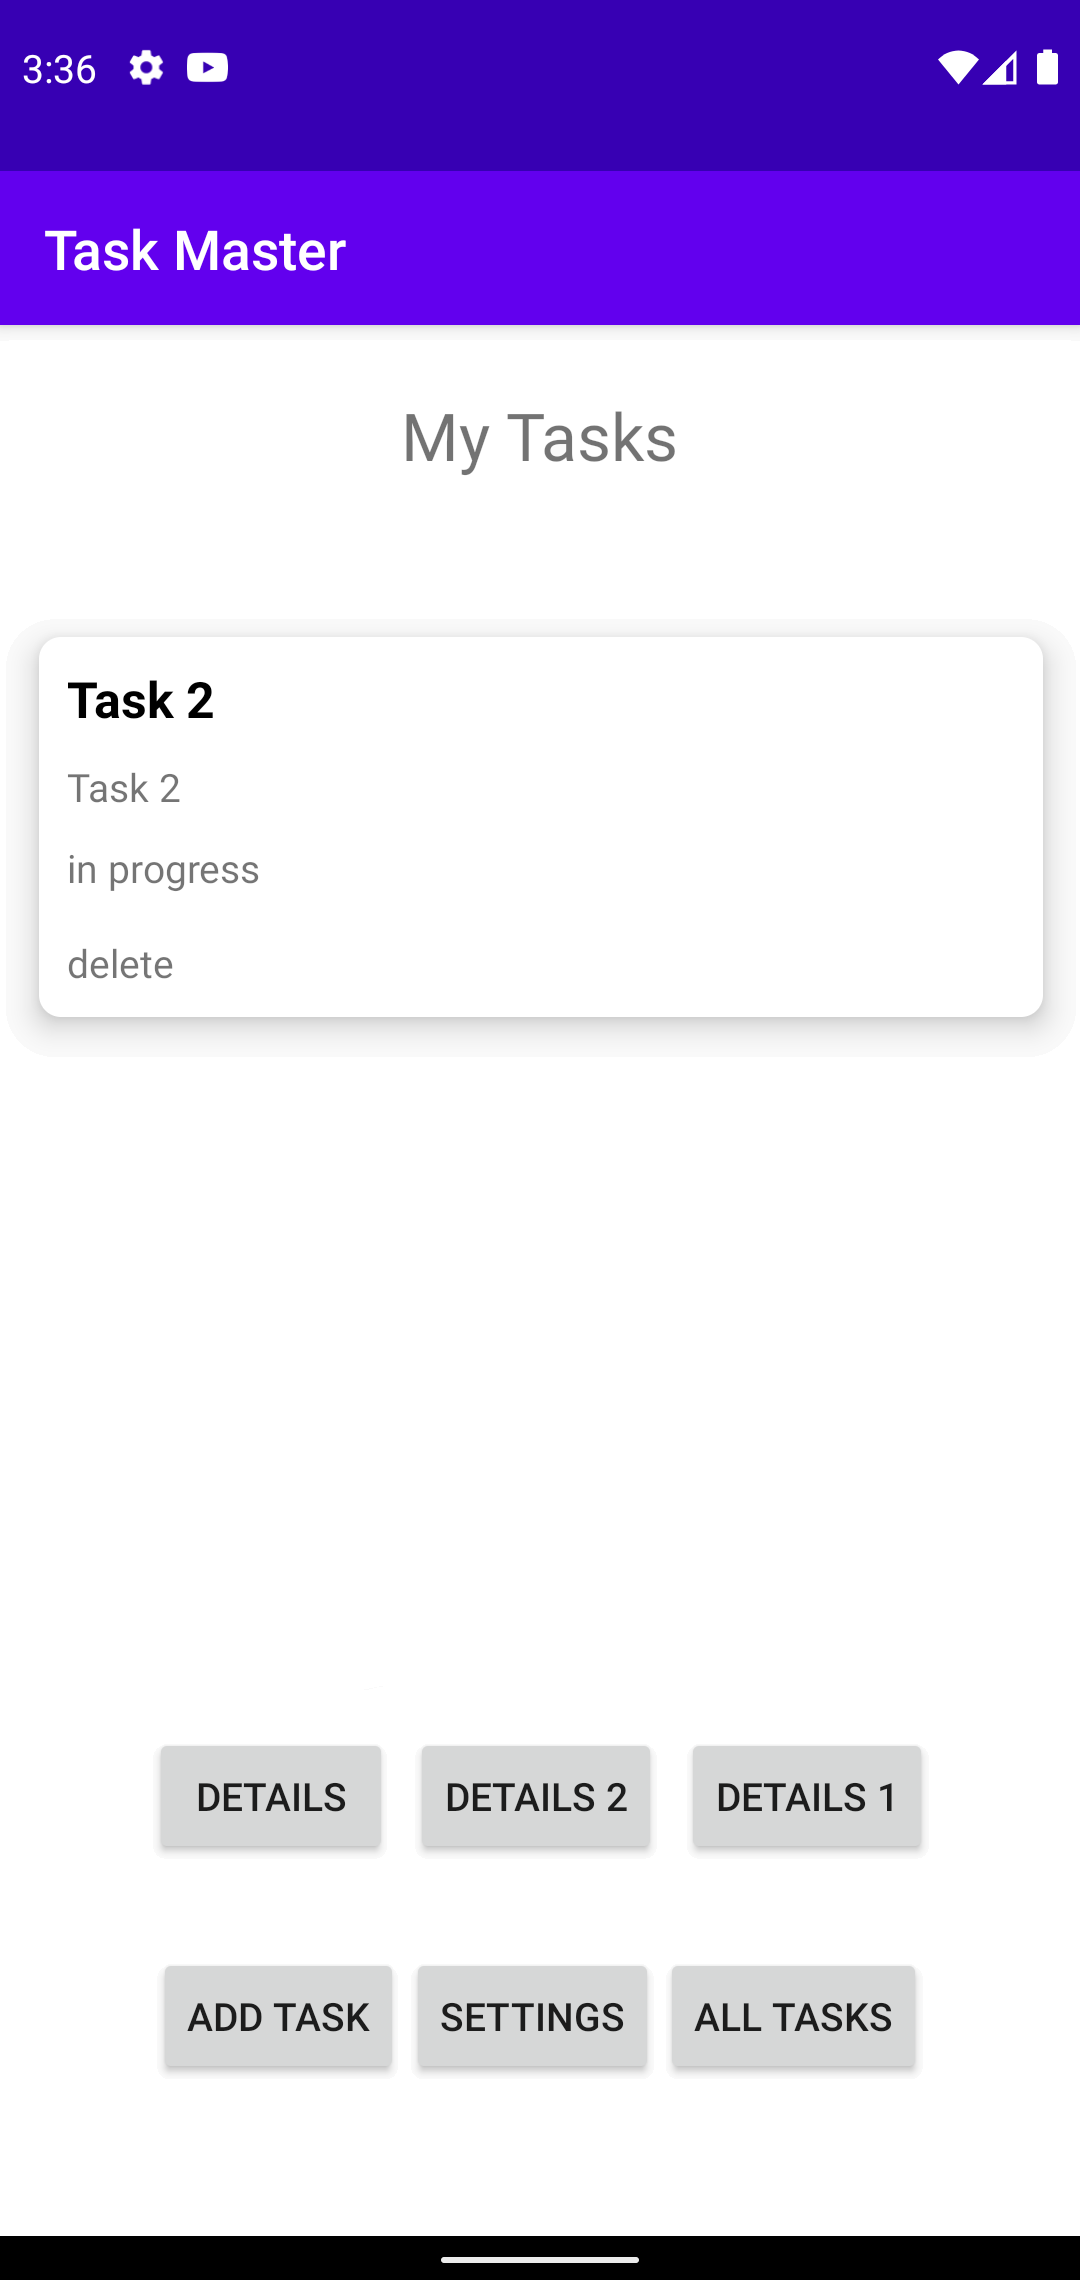 3:36
Task Master
My Tasks
Task 2
Task 2
in progress
delete
DETAILS DETAILS 2 DETAILS 1
ADD TASK SETTINGS ALL TASKS